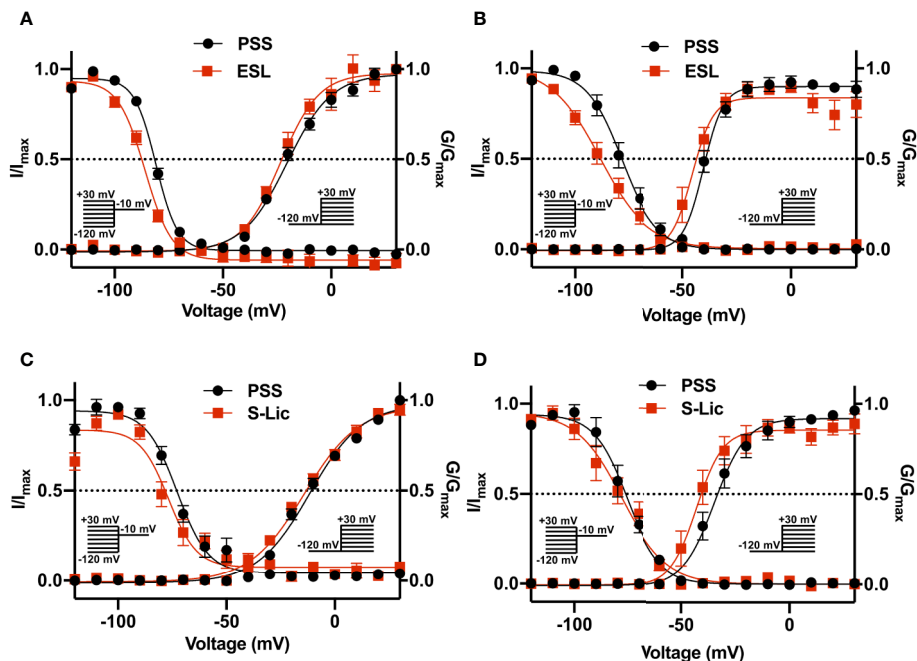 A
PSS
ESL
1.0
0.5
0.0
I/Imax
1.0
0.5
0.0
G/Gmax
+30 mV
-10 mV
-120 mV
+30 mV
-120 mV
-100
-50
0
Voltage (mV)
B
PSS
ESL
1.0
0.5
0.0
I/Imax
1.0
0.5
0.0
G/Gmax
+30 mV
-10 mV
-120 mV
+30 mV
-120 mV
-100
-50
0
Voltage (mV)
C
PSS
S-Lic
1.0
0.5
0.0
I/Imax
1.0
0.5
0.0
G/Gmax
+30 mV
-10 mV
-120 mV
+30 mV
-120 mV
-100
-50
0
Voltage (mV)
D
PSS
S-Lic
1.0
0.5
0.0
I/Imax
1.0
0.5
0.0
G/Gmax
+30 mV
-10 mV
-120 mV
+30 mV
-120 mV
-100
-50
0
Voltage (mV)